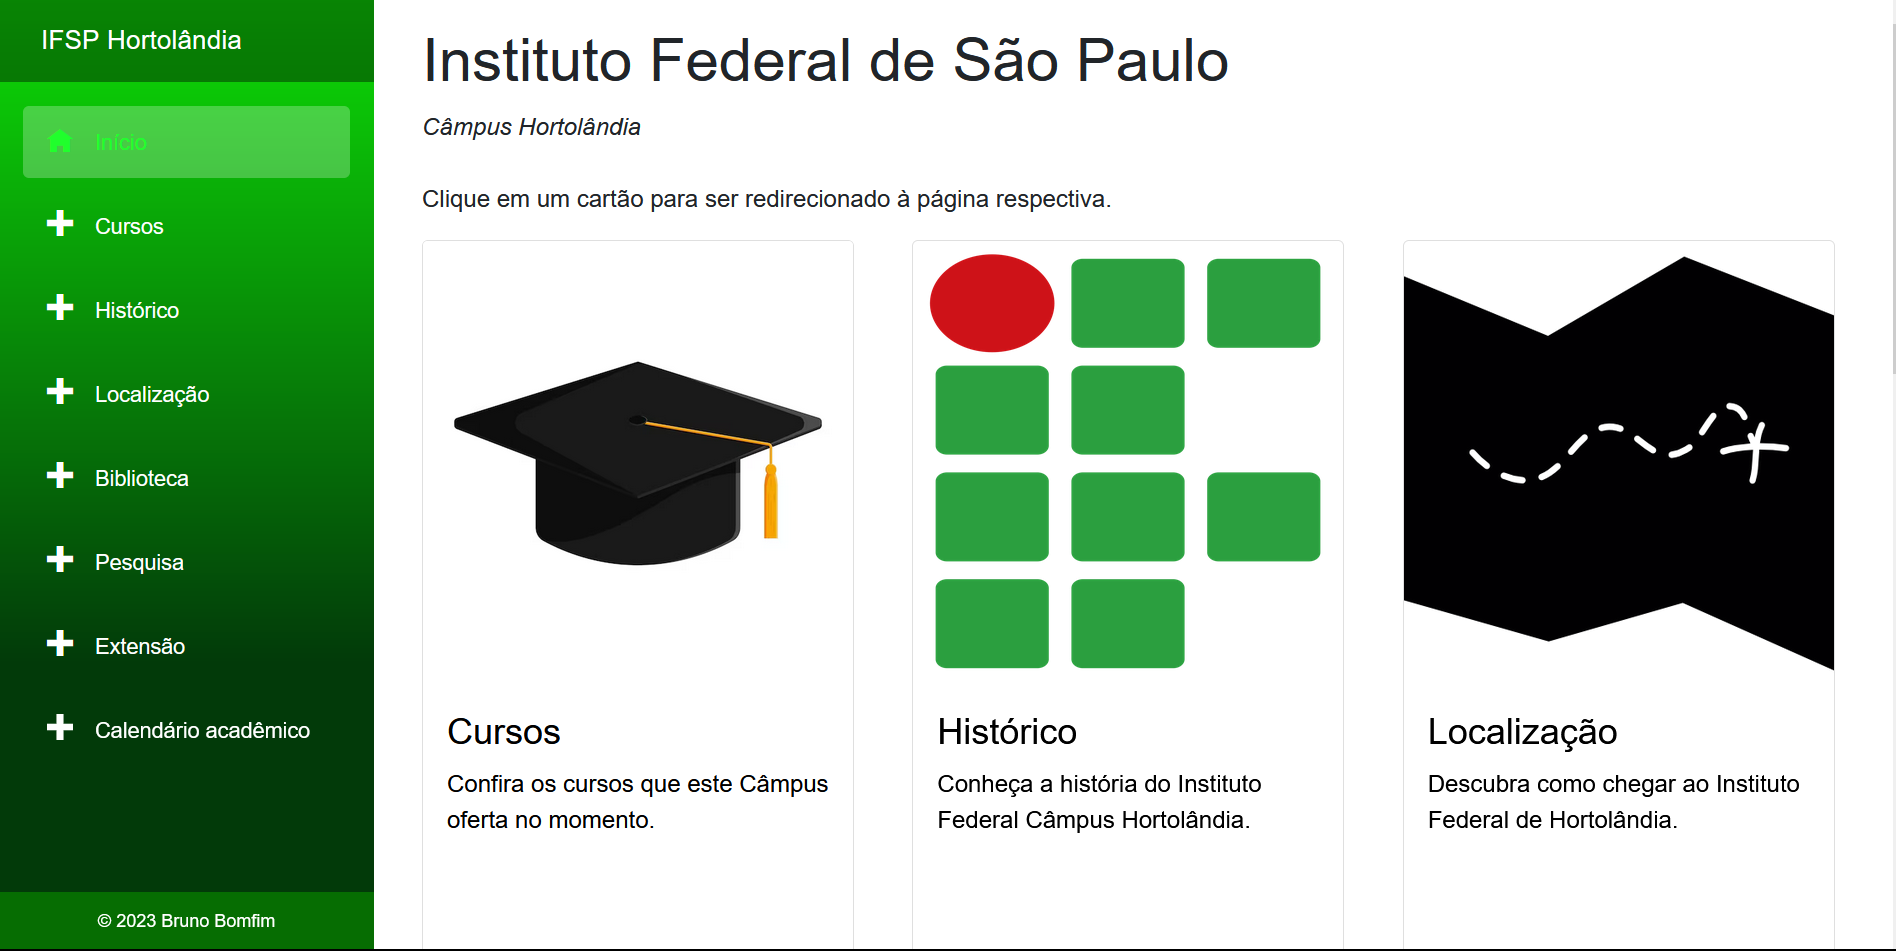 IFSP Hortolândia
Início
Cursos
Histórico
Localização
Biblioteca
Pesquisa
Extensão
Calendário acadêmico
© 2023 Bruno Bomfim
Instituto Federal de São Paulo
Câmpus Hortolândia
Clique em um cartão para ser redirecionado à página respectiva.
Cursos
Confira os cursos que este Câmpus
oferta no momento.
Histórico
Conheça a história do Instituto
Federal Câmpus Hortolândia.
Localização
Descubra como chegar ao Instituto
Federal de Hortolândia.